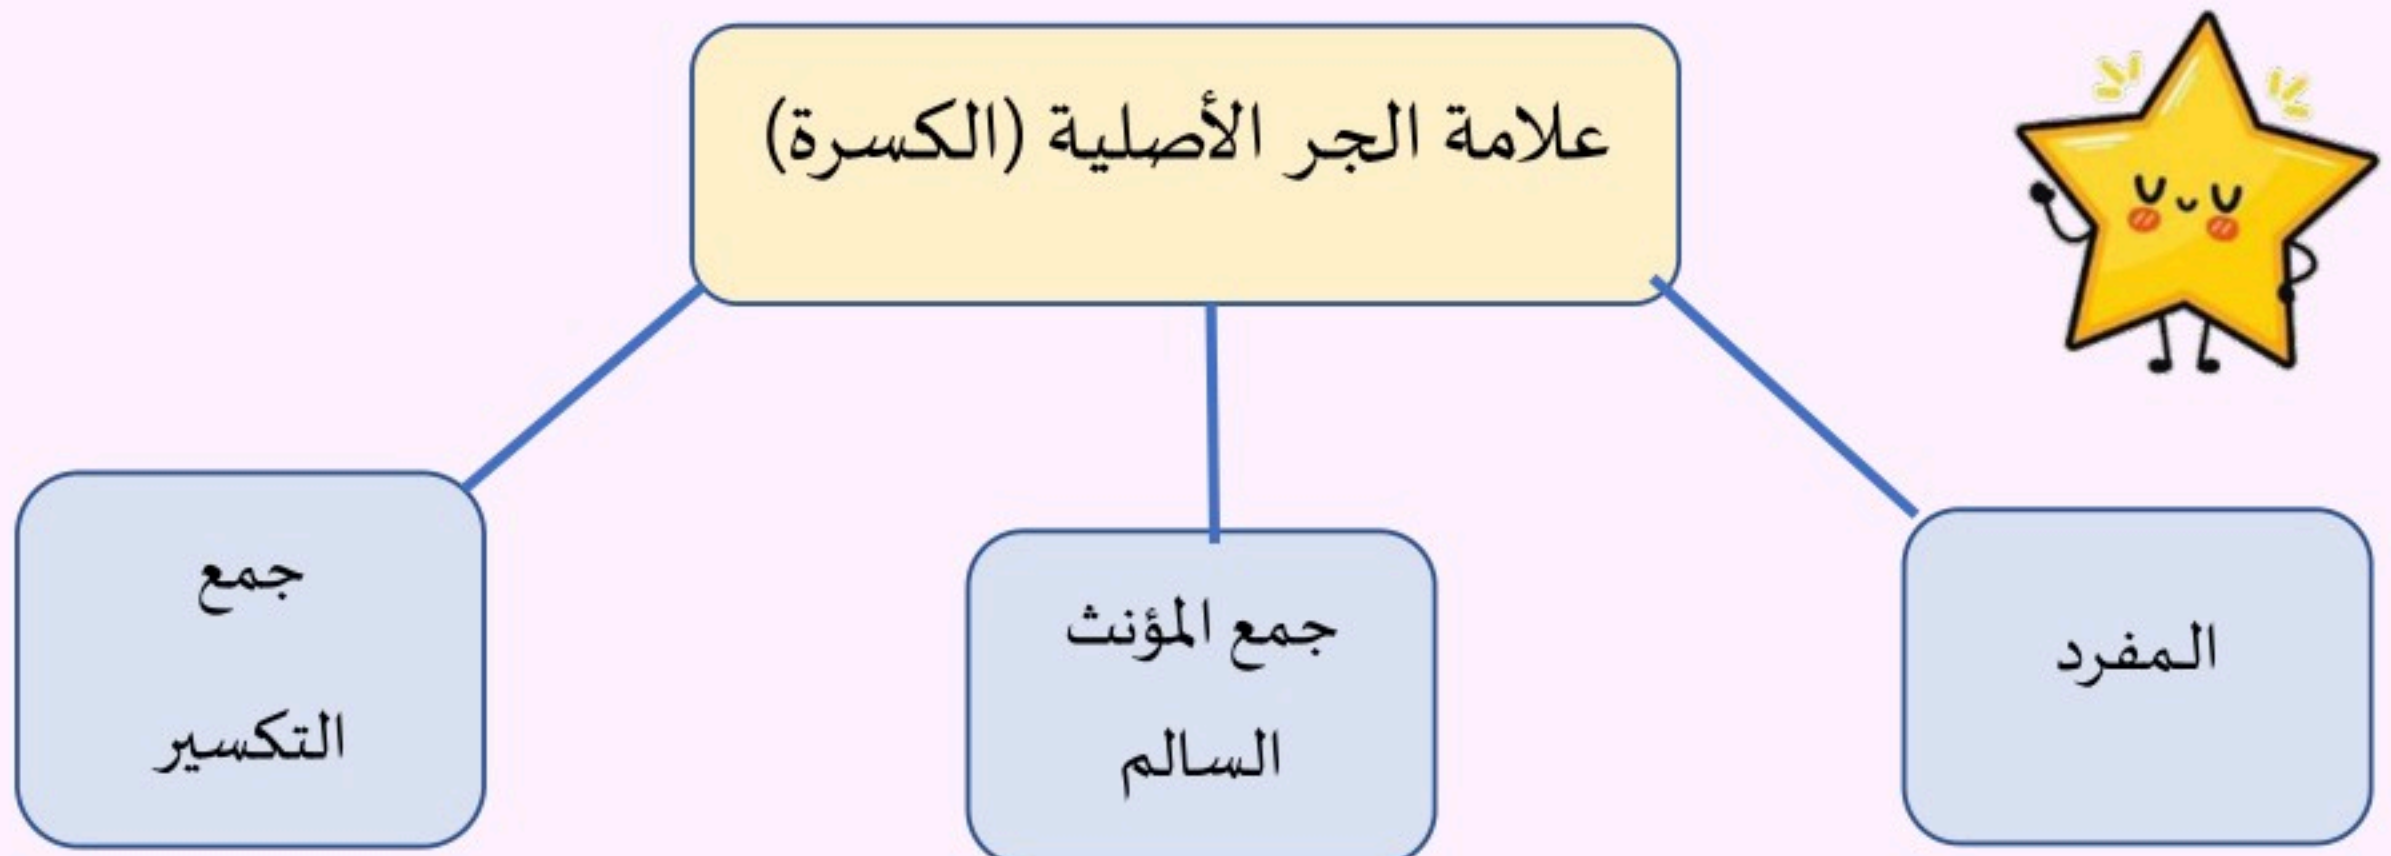 علامة الجر الأصلية (الكسرة)
المفرد
جمع المؤنث
السالم
جمع
التكسير